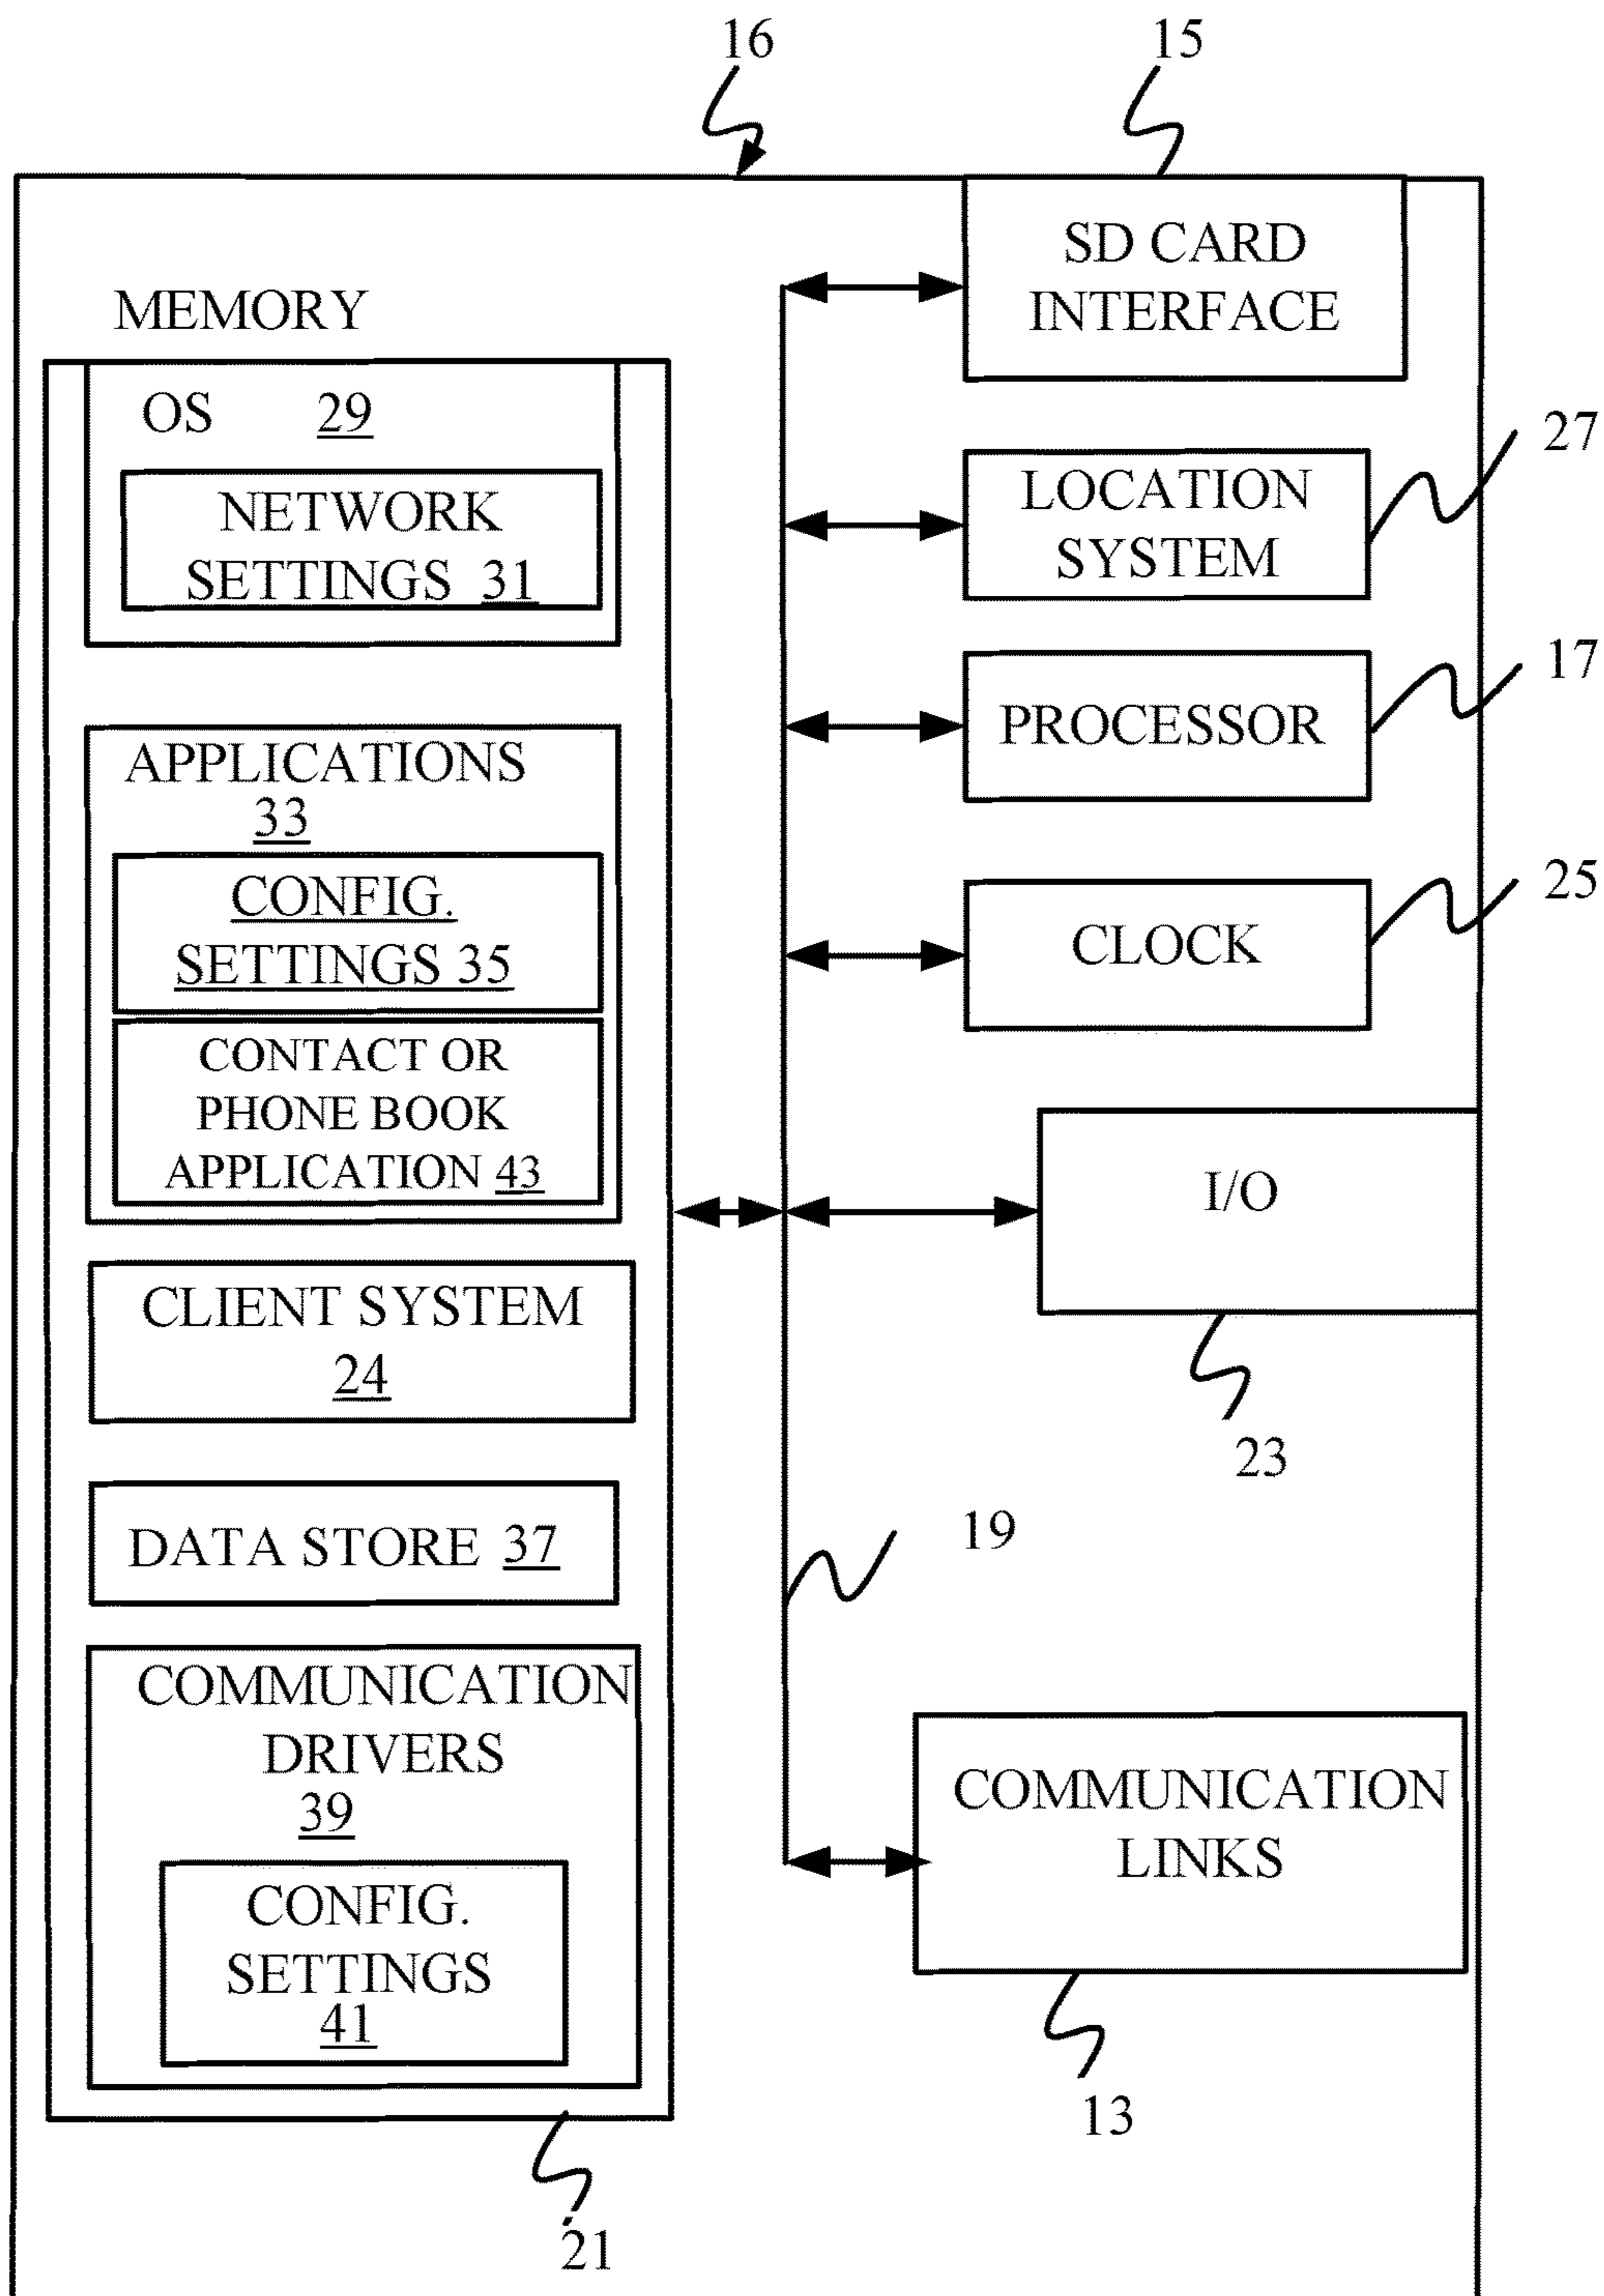 16
15
SD CARD
INTERFACE
MEMORY
OS 29
NETWORK
SETTINGS 31
27
LOCATION
SYSTEM
17
PROCESSOR
APPLICATIONS
33
CONFIG.
SETTINGS 35
25
CLOCK
CONTACT OR
PHONE BOOK
APPLICATION 43
I/O
23
CLIENT SYSTEM
24
DATA STORE 37
19
COMMUNICATION
DRIVERS
39
CONFIG.
SETTINGS
41
COMMUNICATION
LINKS
13
21